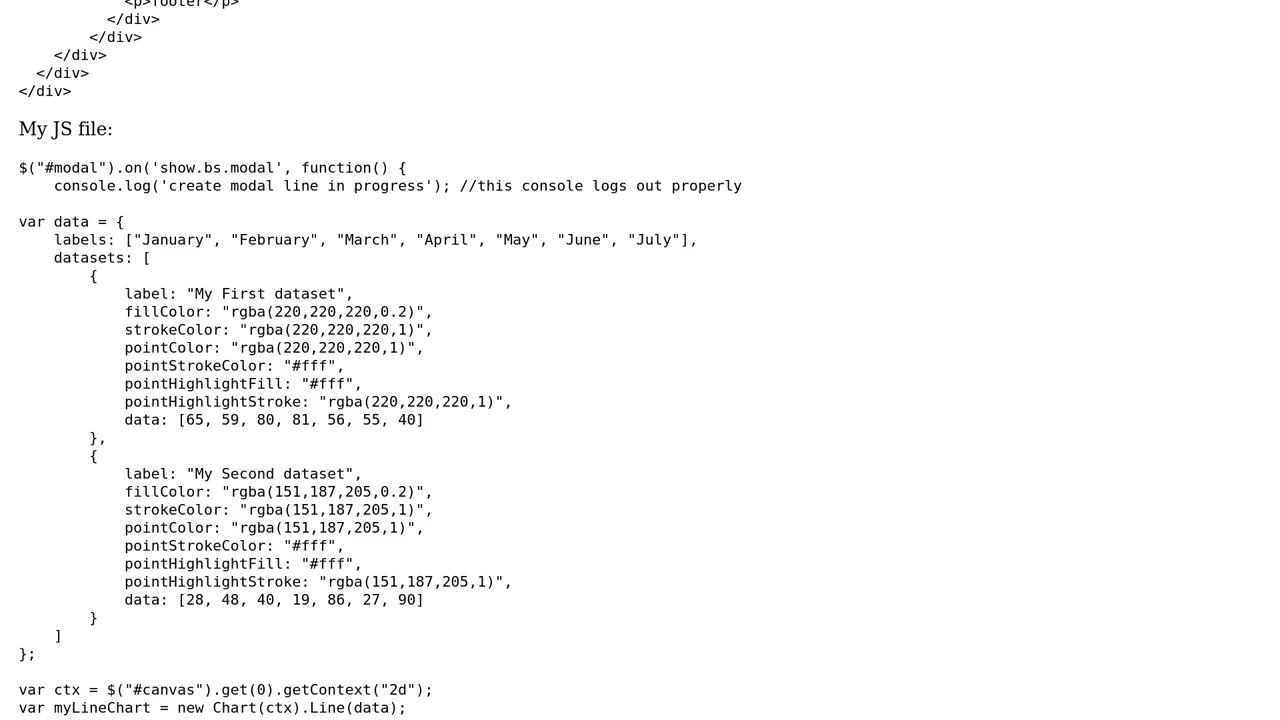 <p>footer</p>
</div>
</div>
</div>
</div>
</div>
My JS file:
$("#modal").on('show.bs.modal', function() {
console.log('create modal line in progress'); //this console logs out properly
var data = {
labels: ["January", "February", "March", "April", "May", "June", "July"],
datasets: [
{
label: "My First dataset",
fillColor: "rgba(220,220,220,0.2)",
strokeColor: "rgba(220,220,220,1)",
pointColor: "rgba(220,220,220,1)",
pointStrokeColor: "#fff",
pointHighlightFill: "#fff",
pointHighlightStroke: "rgba(220,220,220,1)",
data: [65, 59, 80, 81, 56, 55, 40]
},
{
label: "My Second dataset",
fillColor: "rgba(151,187,205,0.2)",
strokeColor: "rgba(151,187,205,1)",
pointColor: "rgba(151,187,205,1)",
pointStrokeColor: "#fff",
pointHighlightFill: "#fff",
pointHighlightStroke: "rgba(151,187,205,1)",
data: [28, 48, 40, 19, 86, 27, 90]
}
]
};
var ctx = $("#canvas").get(0).getContext("2d");
var myLineChart = new Chart(ctx).Line(data);